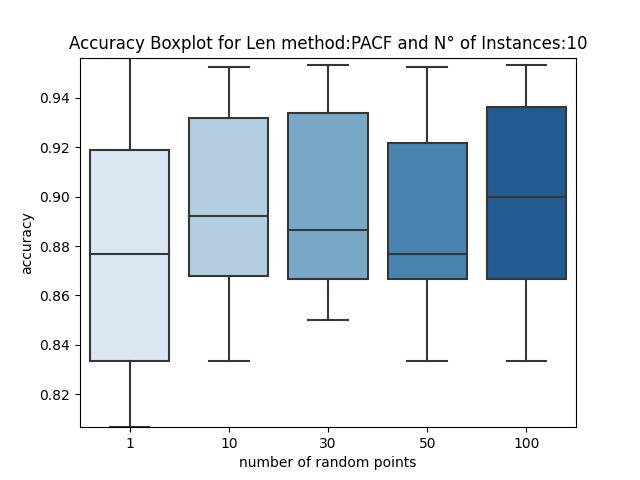 Accuracy Boxplot for Len method:PACF and N° of Instances:10
accuracy
0.94
0.92
0.90
0.88
0.86
0.84
0.82
1 10 30 50 100
number of random points